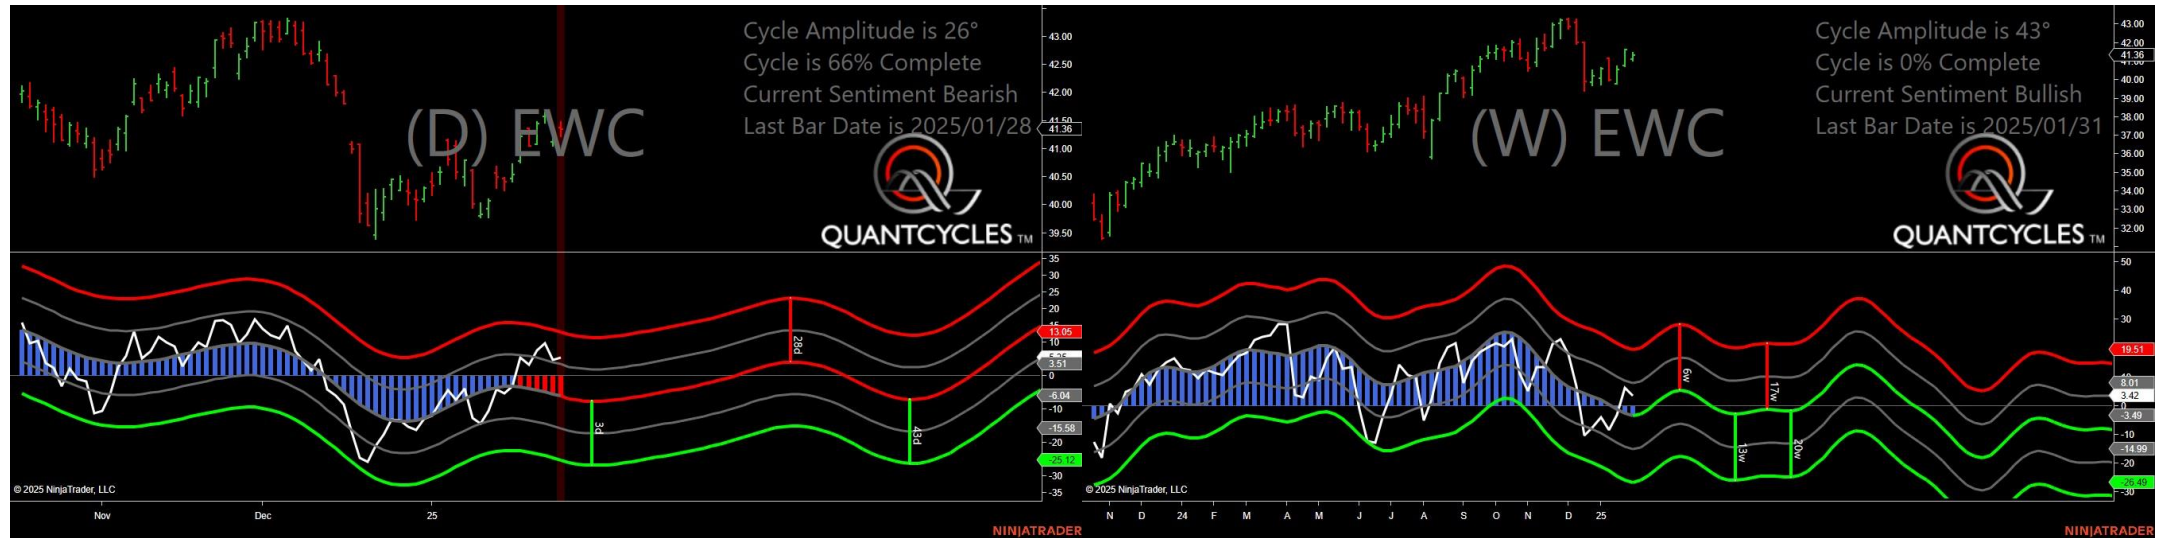 Cycle Amplitude is 26°
Cycle is 66% Complete
Current Sentiment Bearish
Last Bar Date is 2025/01/28
(D) EWC
QUANTCYCLES TM
43.00
42.50
42.00
41.50
41.36
41.00
40.50
40.00
39.50
35
30
25
20
15
13.05
10
5.25
3.51
0
-6.04
-10
-15.58
-20
-25.12
-30
-35
28d
3d
43d
© 2025 NinjaTrader, LLC
Nov
Dec
25
NINJATRADER
Cycle Amplitude is 43°
Cycle is 0% Complete
Current Sentiment Bullish
Last Bar Date is 2025/01/31
(W) EWC
QUANTCYCLES TM
43.00
42.00
41.36
41.00
40.00
39.00
38.00
37.00
36.00
35.00
34.00
33.00
32.00
50
40
30
19.51
10
8.01
3.42
0
-3.49
-10
-14.99
-20
-26.49
-30
6w
17w
13w
20w
© 2025 NinjaTrader, LLC
N D 24 F M A M J J A S O N D 25
NINJATRADER